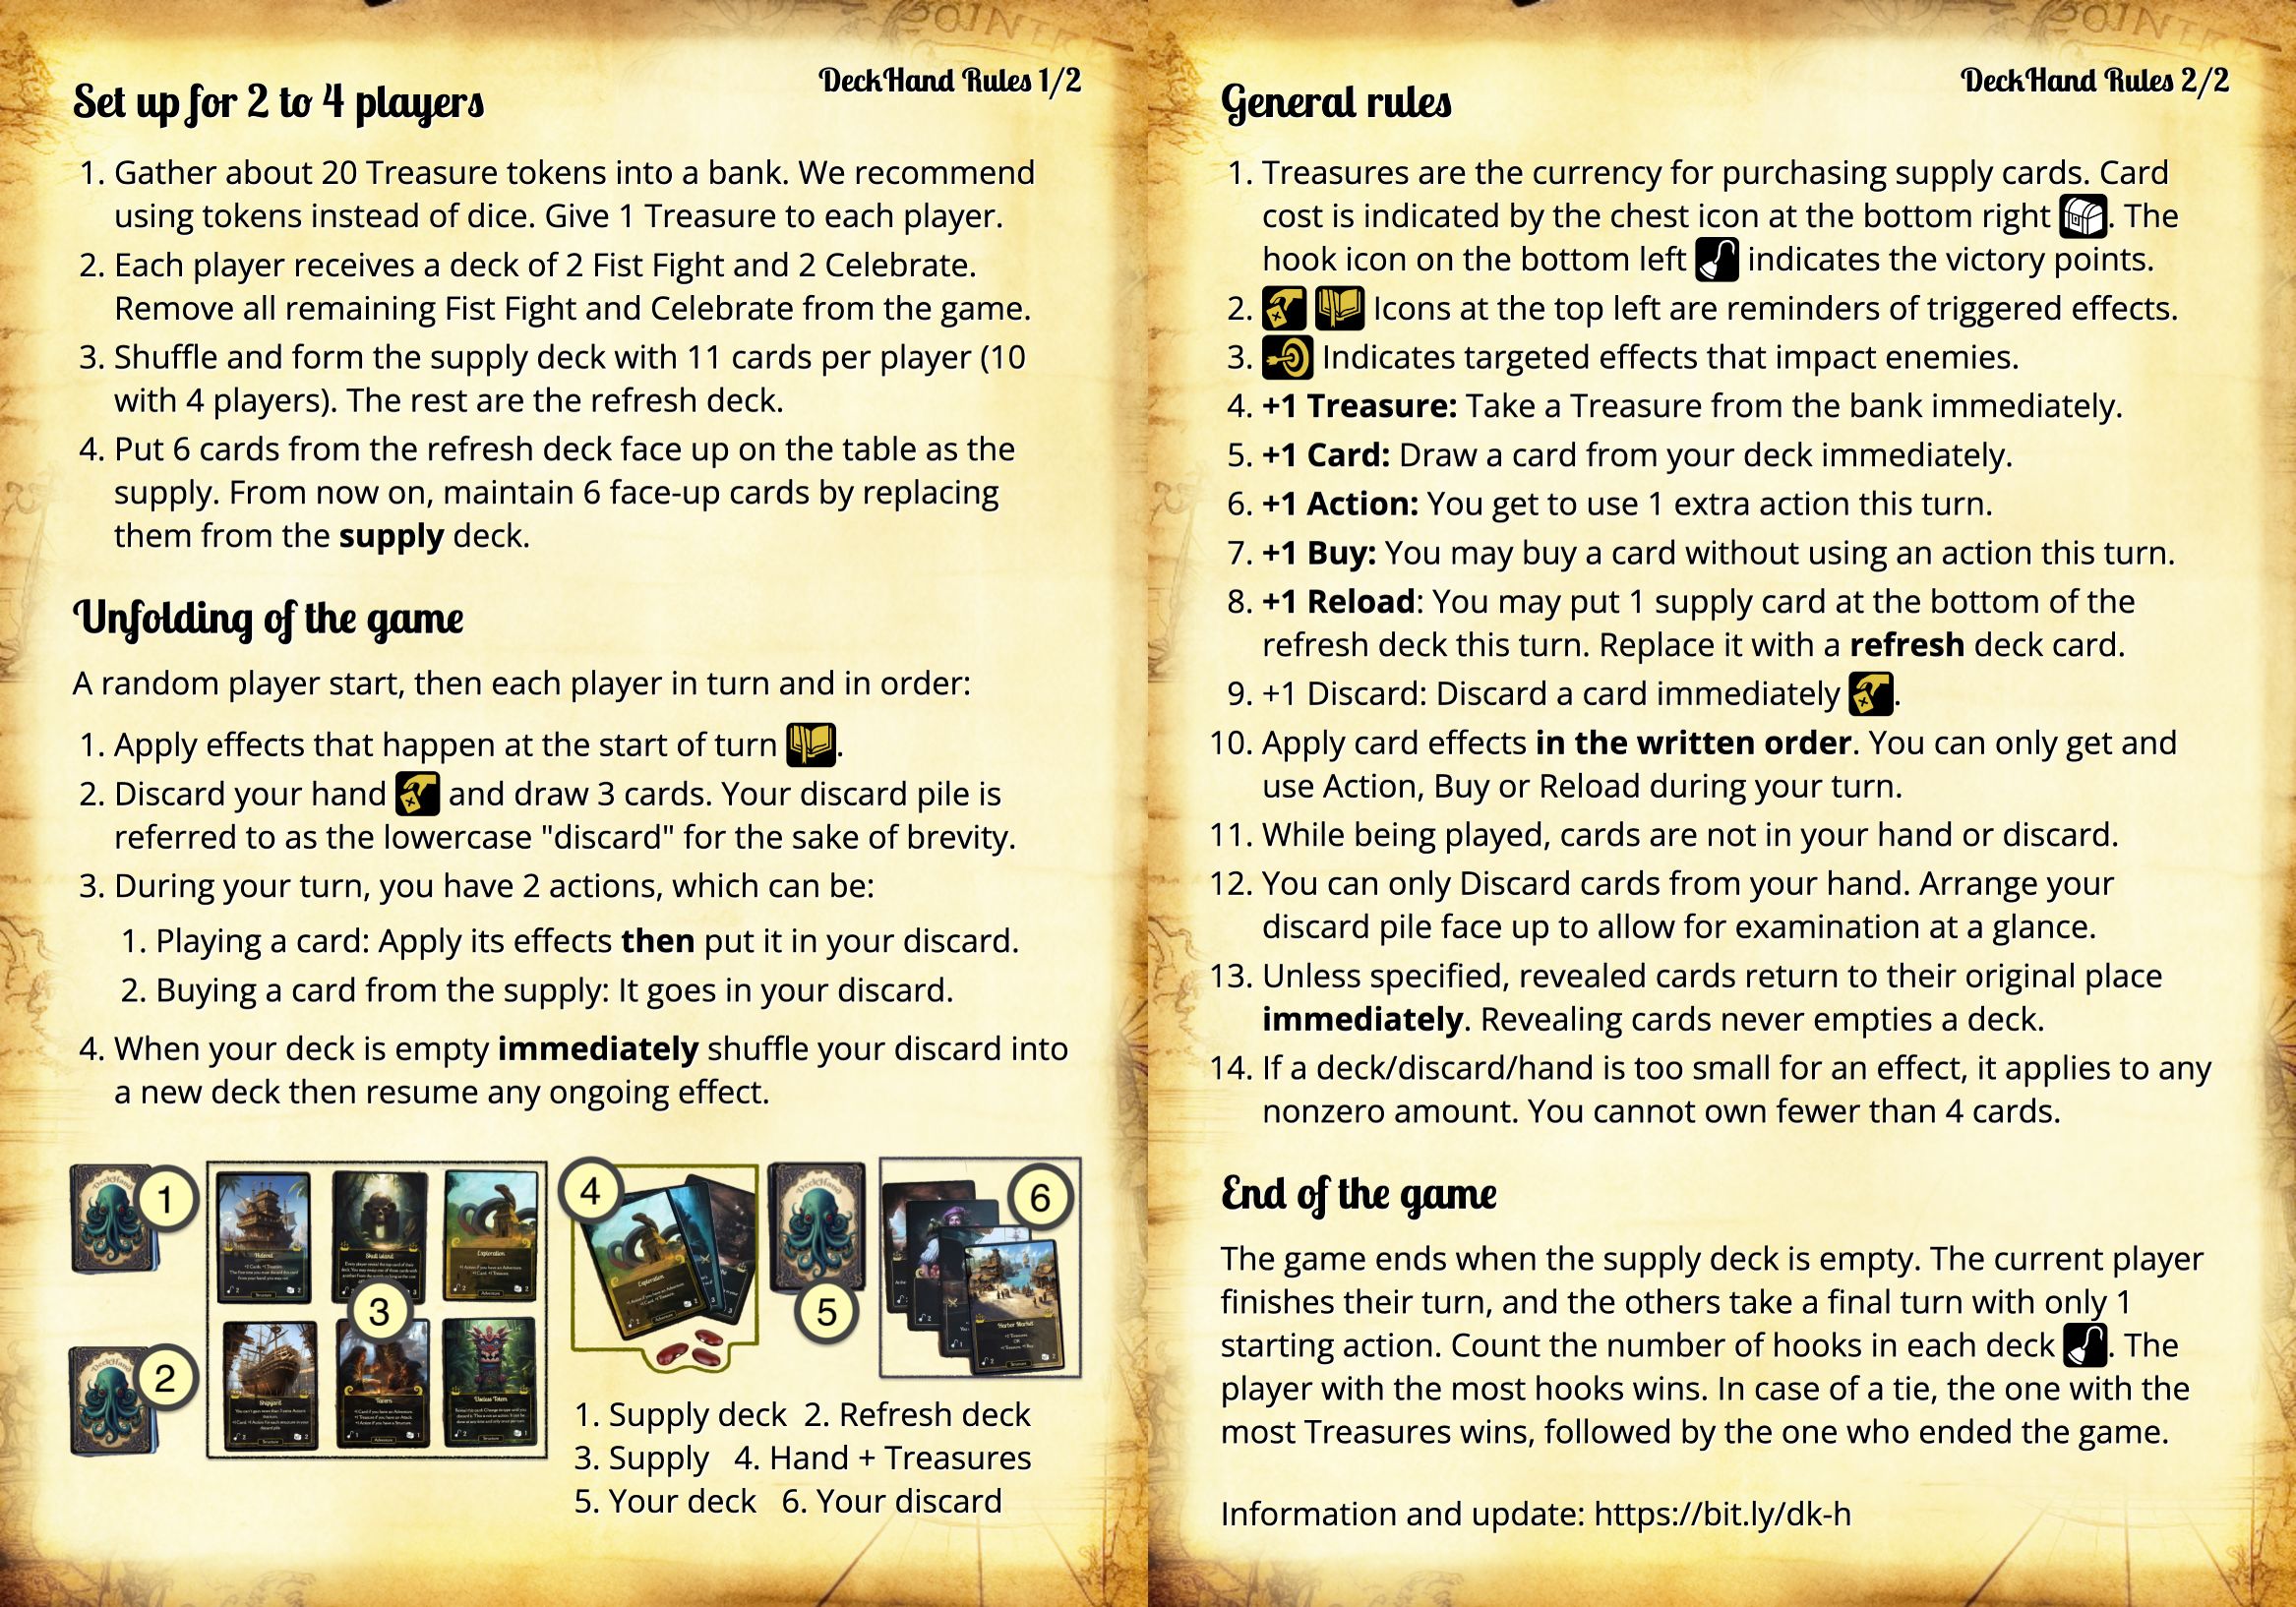 DeckHand Rules 1/2
Set up for 2 to 4 players
1. Gather about 20 Treasure tokens into a bank. We recommend
using tokens instead of dice. Give 1 Treasure to each player.
2. Each player receives a deck of 2 Fist Fight and 2 Celebrate.
Remove all remaining Fist Fight and Celebrate from the game.
3. Shuffle and form the supply deck with 11 cards per player (10
with 4 players). The rest are the refresh deck.
4. Put 6 cards from the refresh deck face up on the table as the
supply. From now on, maintain 6 face-up cards by replacing
them from the supply deck.
Unfolding of the game
A random player start, then each player in turn and in order:
1. Apply effects that happen at the start of turn .
2. Discard your hand and draw 3 cards. Your discard pile is
referred to as the lowercase "discard" for the sake of brevity.
3. During your turn, you have 2 actions, which can be:
1. Playing a card: Apply its effects then put it in your discard.
2. Buying a card from the supply: It goes in your discard.
4. When your deck is empty immediately shuffle your discard into
a new deck then resume any ongoing effect.
1
2
3
4
5
6
DeckHand
DeckHand
DeckHand
Skull island
Exploration
Shipyard
Tavern
Exploration
Harbor Market
1. Supply deck 2. Refresh deck
3. Supply 4. Hand + Treasures
5. Your deck 6. Your discard
DeckHand Rules 2/2
General rules
1. Treasures are the currency for purchasing supply cards. Card
cost is indicated by the chest icon at the bottom right . The
hook icon on the bottom left indicates the victory points.
2. Icons at the top left are reminders of triggered effects.
3. Indicates targeted effects that impact enemies.
4. +1 Treasure: Take a Treasure from the bank immediately.
5. +1 Card: Draw a card from your deck immediately.
6. +1 Action: You get to use 1 extra action this turn.
7. +1 Buy: You may buy a card without using an action this turn.
8. +1 Reload: You may put 1 supply card at the bottom of the
refresh deck this turn. Replace it with a refresh deck card.
9. +1 Discard: Discard a card immediately .
10. Apply card effects in the written order. You can only get and
use Action, Buy or Reload during your turn.
11. While being played, cards are not in your hand or discard.
12. You can only Discard cards from your hand. Arrange your
discard pile face up to allow for examination at a glance.
13. Unless specified, revealed cards return to their original place
immediately. Revealing cards never empties a deck.
14. If a deck/discard/hand is too small for an effect, it applies to any
nonzero amount. You cannot own fewer than 4 cards.
End of the game
The game ends when the supply deck is empty. The current player
finishes their turn, and the others take a final turn with only 1
starting action. Count the number of hooks in each deck . The
player with the most hooks wins. In case of a tie, the one with the
most Treasures wins, followed by the one who ended the game.
Information and update: https://bit.ly/dk-h